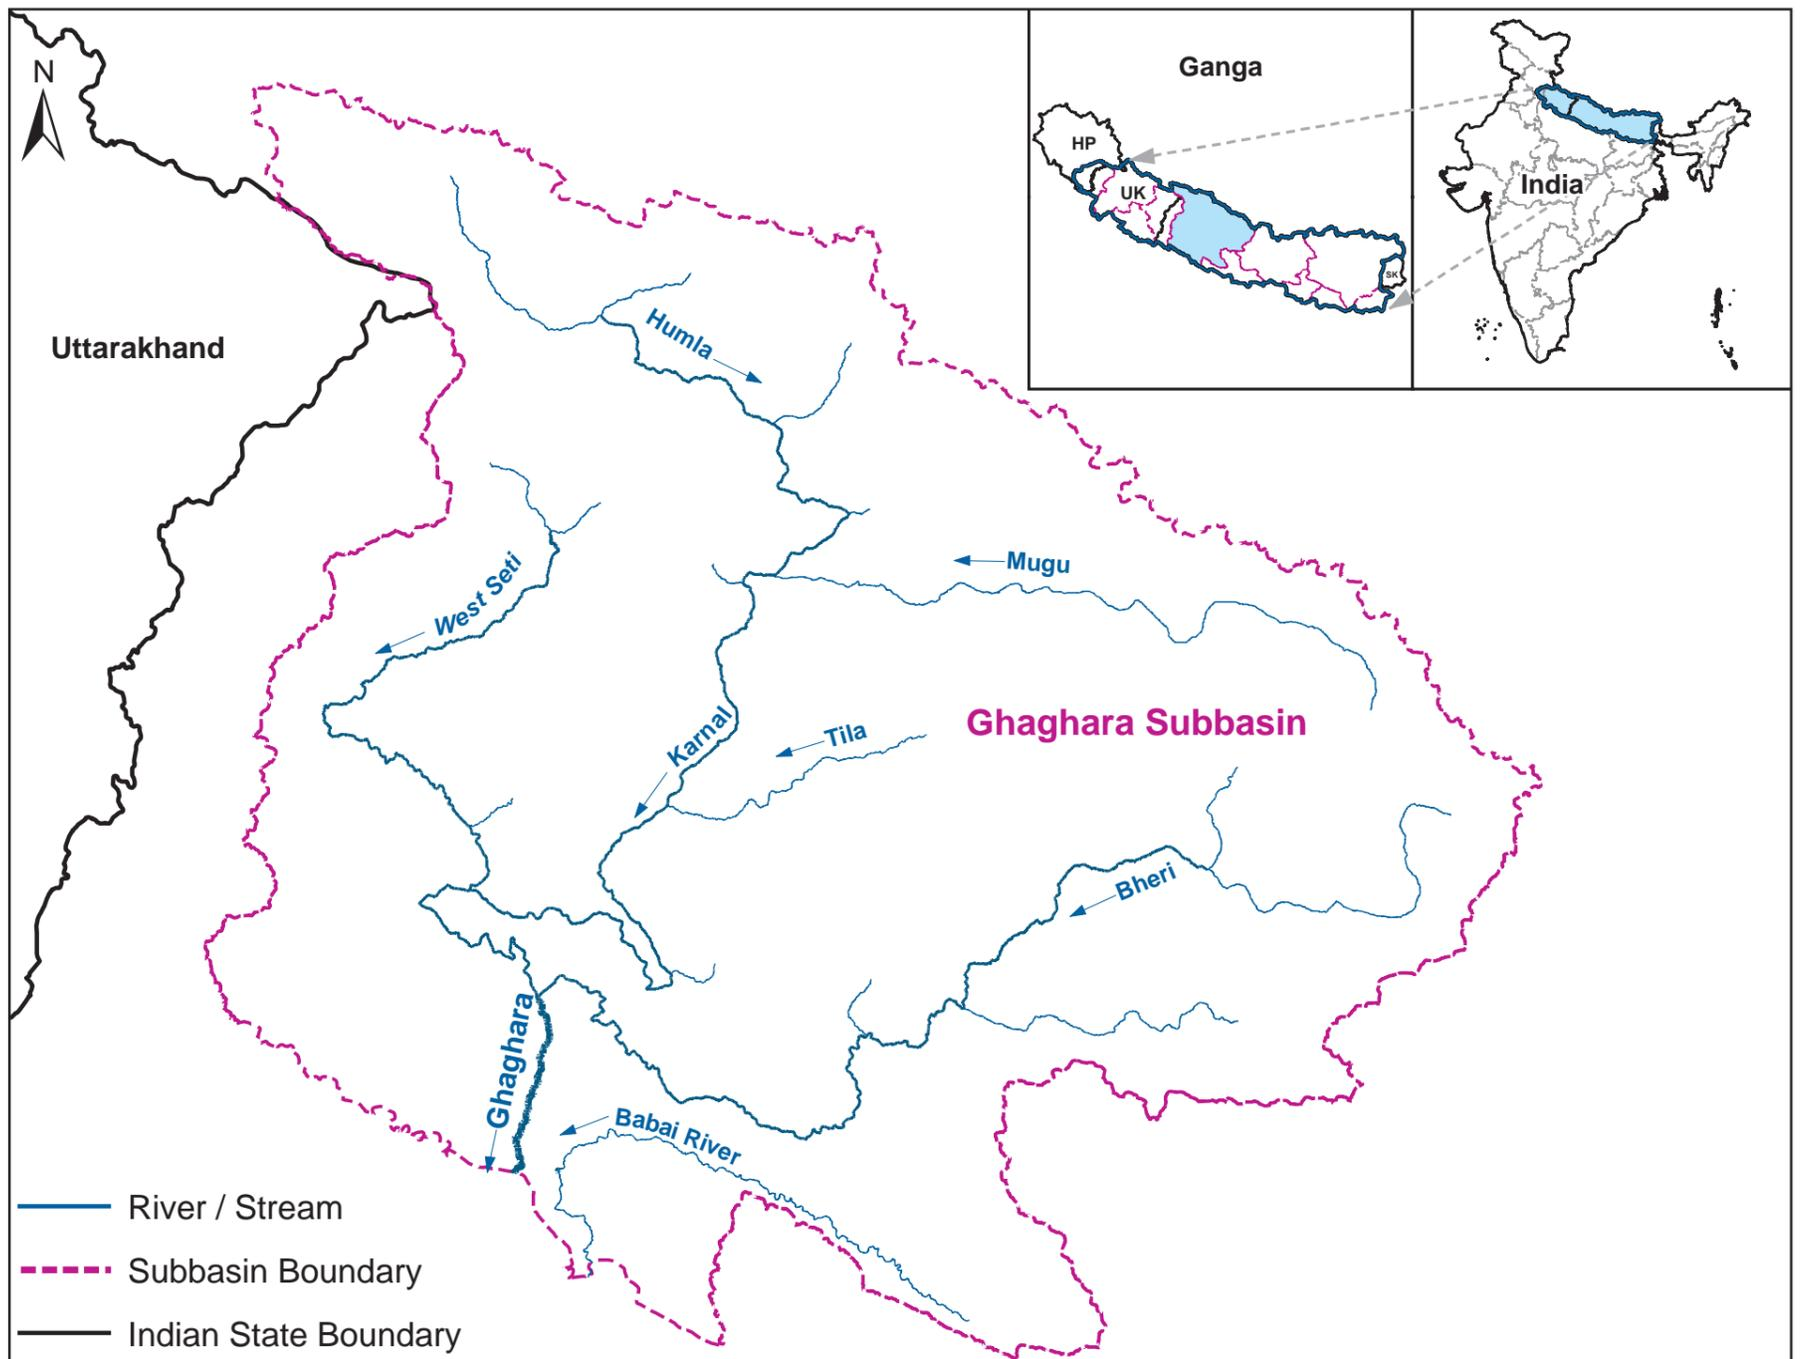 N
Ganga
HP
UK
SK
India
Uttarakhand
Humla
Mugu
West Seti
Karnal
Tila
Ghaghara Subbasin
Bheri
Ghaghara
Babai River
River / Stream
Subbasin Boundary
Indian State Boundary